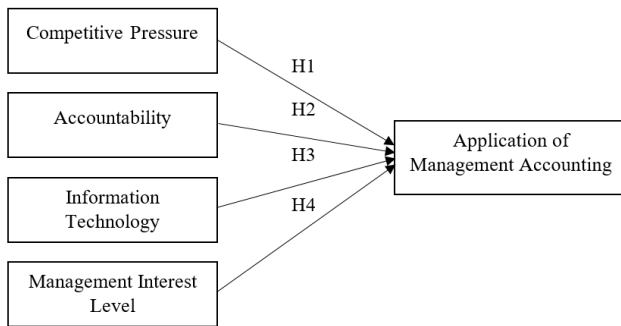 Competitive Pressure
H1
H2
Accountability
Application of
Management Accounting
H3
Information
Technology
H4
Management Interest
Level